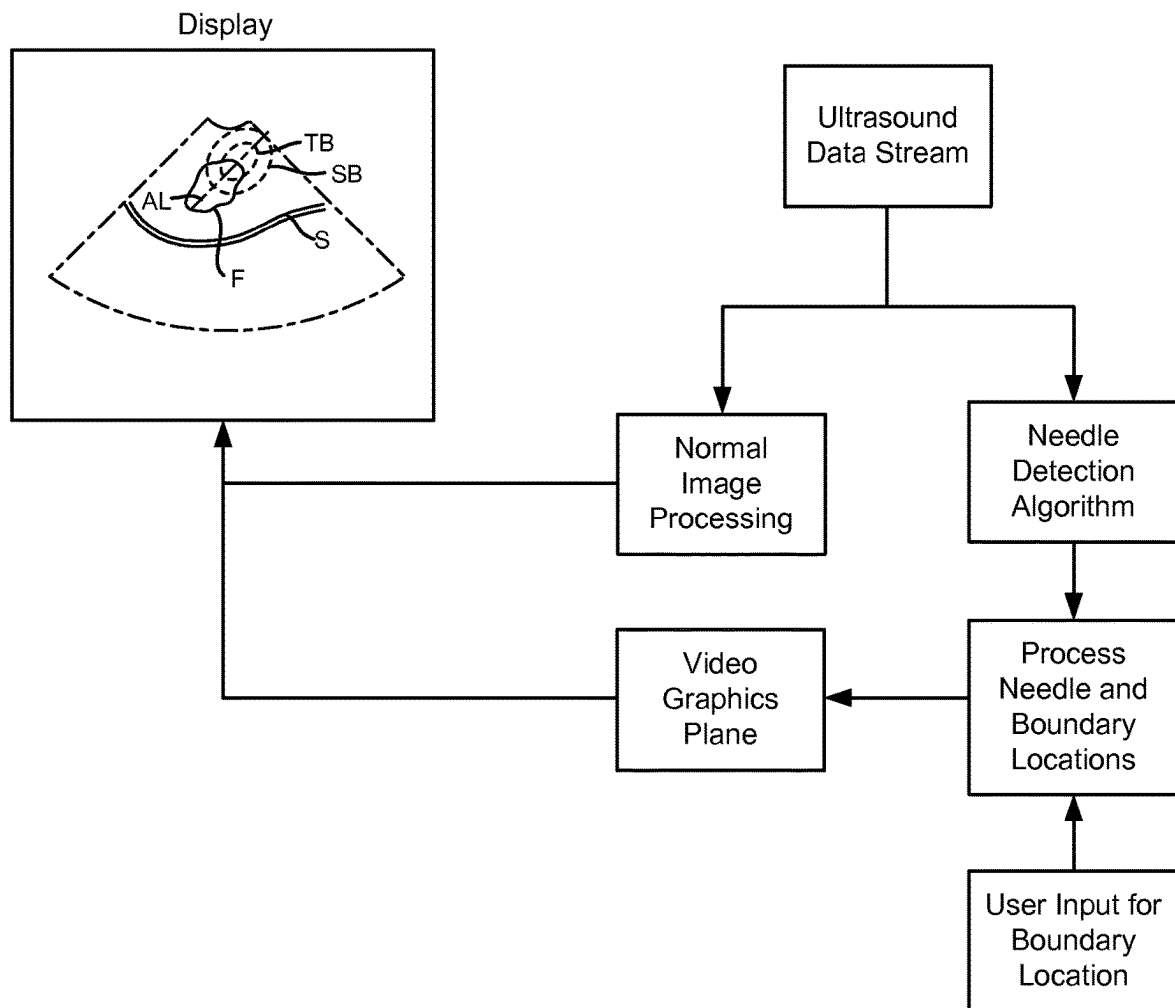 Display
TB
SB
AL
S
F
Ultrasound
Data Stream
Normal
Image
Processing
Needle
Detection
Algorithm
Video
Graphics
Plane
Process
Needle and
Boundary
Locations
User Input for
Boundary
Location